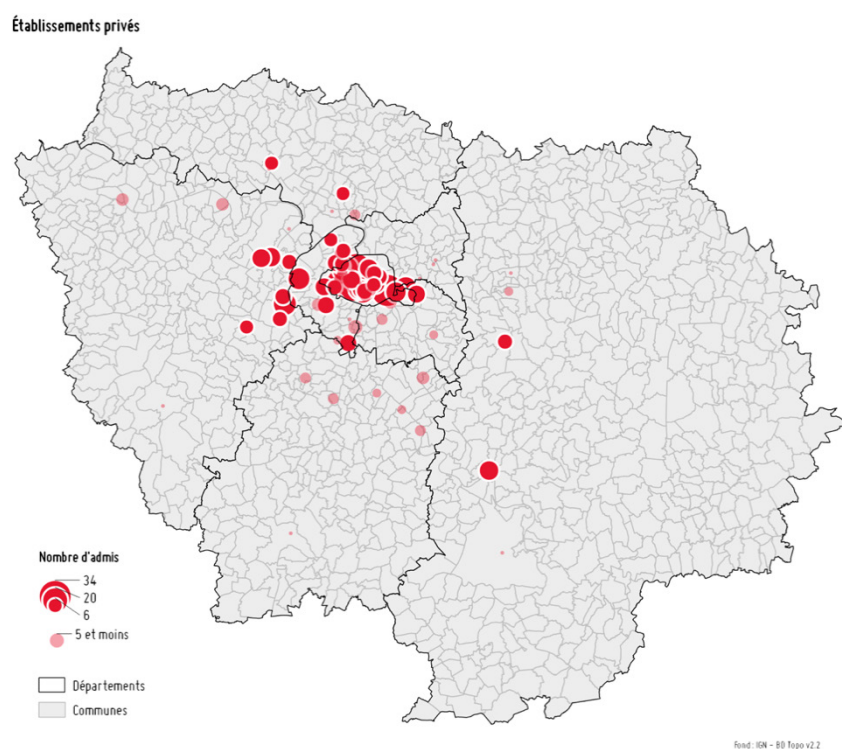 Établissements privés
Nombre d'admis
34
20
6
5 et moins
Départements
Communes
Fond : IGN - BD Topo v2.2